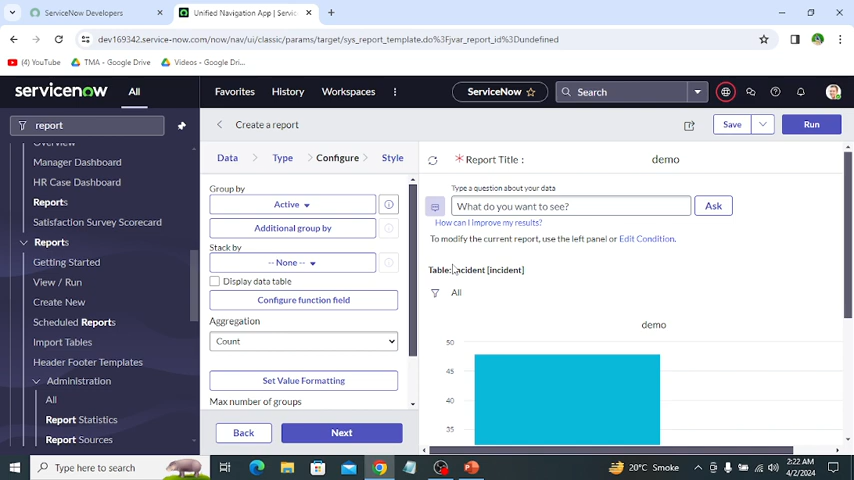 ServiceNow Developers
Unified Navigation App | Servic
dev169342.service-now.com/now/nav/ui/classic/params/target/sys_report_template.do%3Fjvar_report_id%3Dundefined
(4) YouTube
TMA - Google Drive
Videos - Google Dri...
servicenow
All
Favorites
History
Workspaces
ServiceNow
Search
report
Overview
Manager Dashboard
HR Case Dashboard
Reports
Satisfaction Survey Scorecard
Reports
Getting Started
View / Run
Create New
Scheduled Reports
Import Tables
Header Footer Templates
Administration
All
Report Statistics
Report Sources
Create a report
Save
Run
Data
Type
Configure
Style
Group by
Active
Additional group by
Stack by
-- None --
Display data table
Configure function field
Aggregation
Count
Set Value Formatting
Max number of groups
Back
Next
*Report Title :
demo
Type a question about your data
What do you want to see?
Ask
How can I improve my results?
To modify the current report, use the left panel or Edit Condition.
Table: Incident [incident]
All
demo
50
45
40
35
Type here to search
20°C Smoke
2:22 AM
4/2/2024